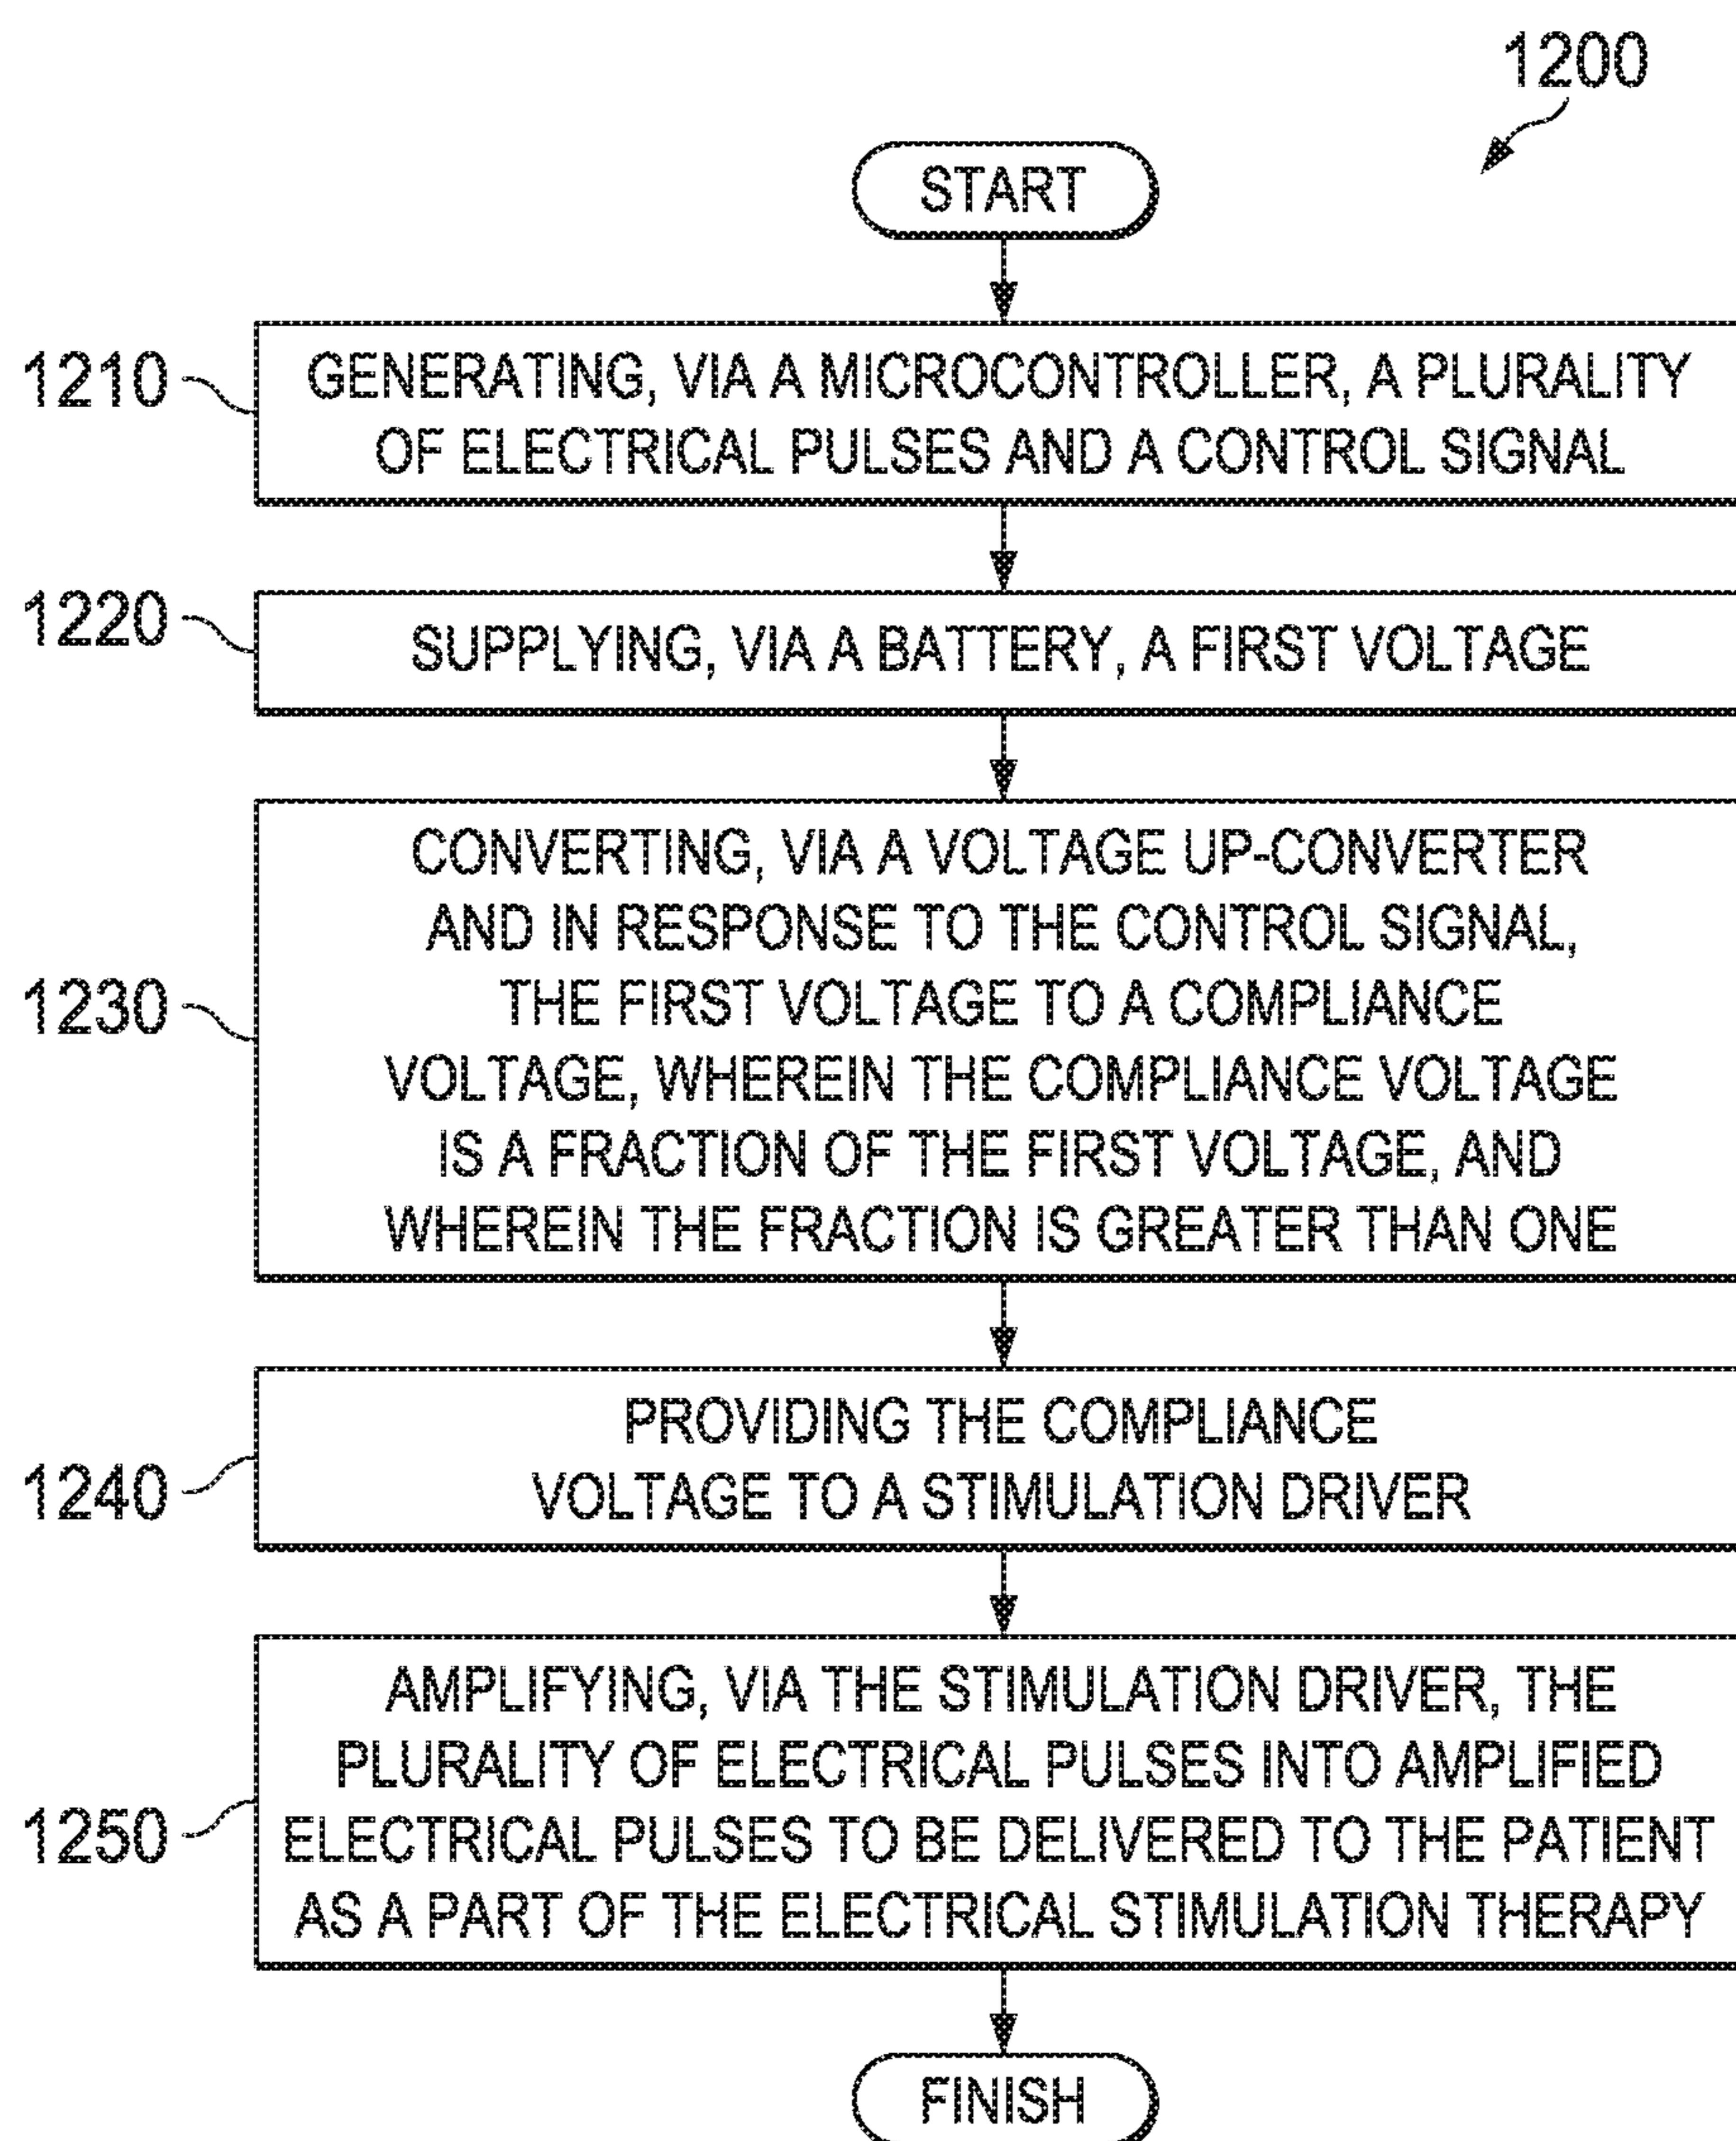 1200
START
1210
GENERATING, VIA A MICROCONTROLLER, A PLURALITY
OF ELECTRICAL PULSES AND A CONTROL SIGNAL
1220
SUPPLYING, VIA A BATTERY, A FIRST VOLTAGE
1230
CONVERTING, VIA A VOLTAGE UP-CONVERTER
AND IN RESPONSE TO THE CONTROL SIGNAL,
THE FIRST VOLTAGE TO A COMPLIANCE
VOLTAGE, WHEREIN THE COMPLIANCE VOLTAGE
IS A FRACTION OF THE FIRST VOLTAGE, AND
WHEREIN THE FRACTION IS GREATER THAN ONE
1240
PROVIDING THE COMPLIANCE
VOLTAGE TO A STIMULATION DRIVER
1250
AMPLIFYING, VIA THE STIMULATION DRIVER, THE
PLURALITY OF ELECTRICAL PULSES INTO AMPLIFIED
ELECTRICAL PULSES TO BE DELIVERED TO THE PATIENT
AS A PART OF THE ELECTRICAL STIMULATION THERAPY
FINISH